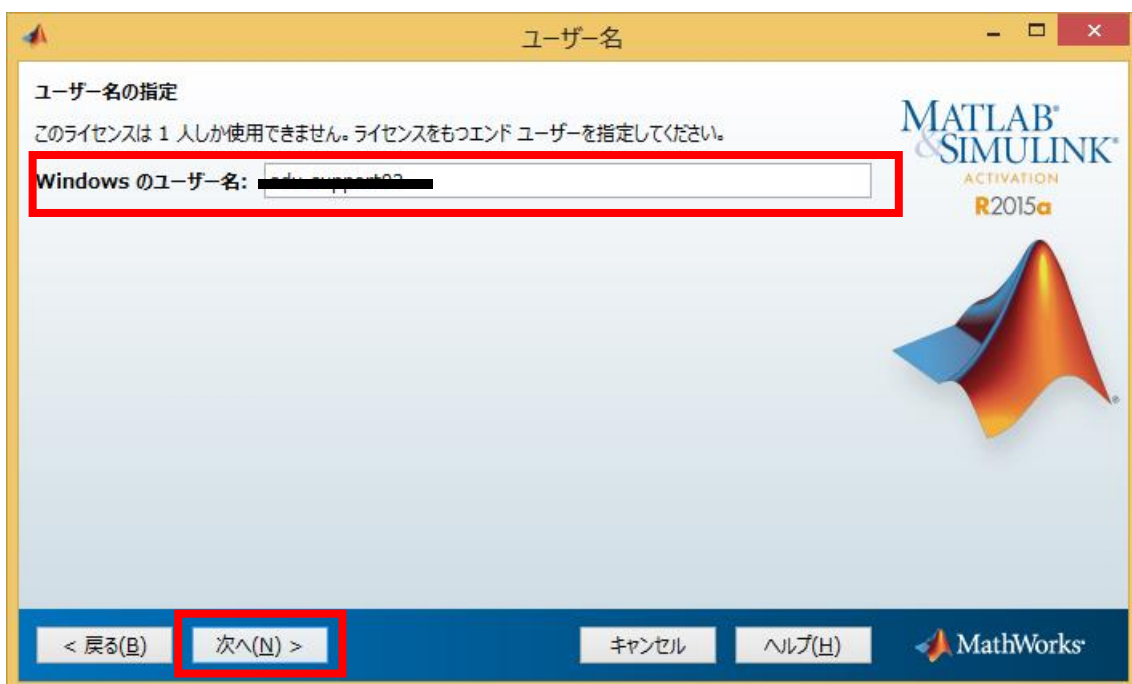 ユーザー名
ユーザー名の指定
このライセンスは 1 人しか使用できません。ライセンスをもつエンド ユーザーを指定してください。
Windows のユーザー名:
MATLAB®
&SIMULINK®
ACTIVATION
R2015a
®
< 戻る(B)
次へ(N) >
キャンセル
ヘルプ(H)
MathWorks®